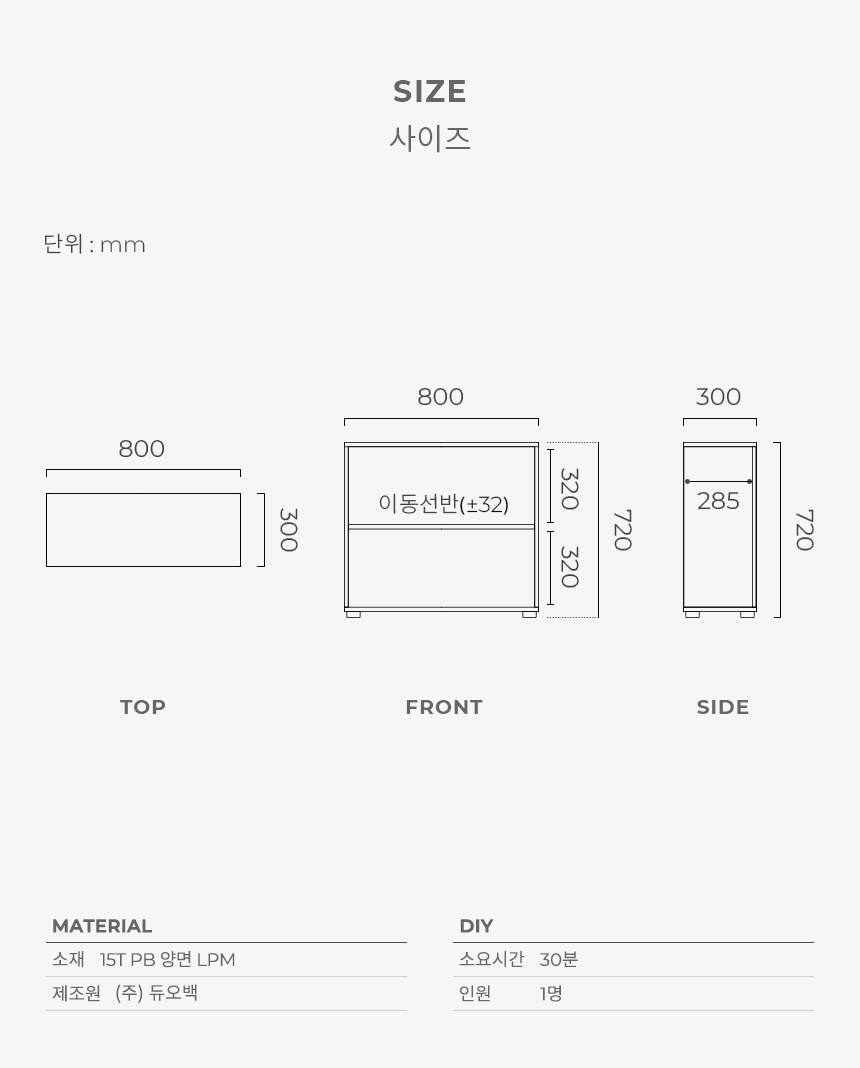 SIZE
사이즈
단위 : mm
800
300
TOP
800
이동선반(±32)
320
320
720
FRONT
300
285
720
SIDE
MATERIAL
소재 15T PB 양면 LPM
제조원 (주) 듀오백
DIY
소요시간 30분
인원 1명